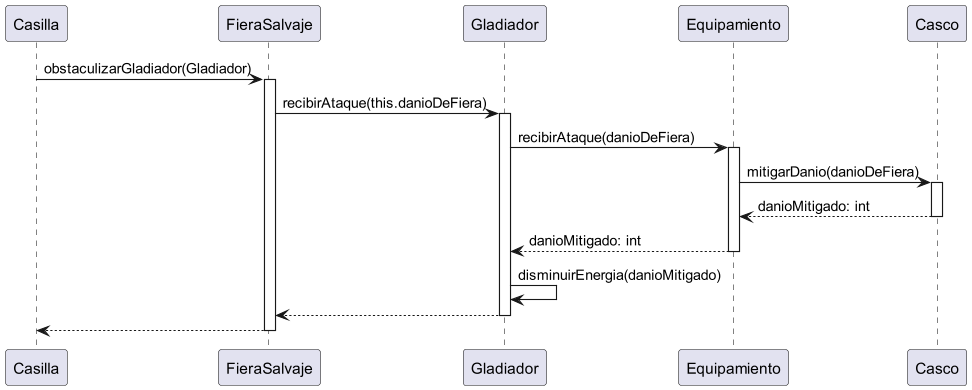 Casilla
FieraSalvaje
Gladiador
Equipamiento
Casco
obstaculizarGladiador(Gladiador)
recibirAtaque(this.danioDeFiera)
recibirAtaque(danioDeFiera)
mitigarDanio(danioDeFiera)
danioMitigado: int
danioMitigado: int
disminuirEnergia(danioMitigado)
Casilla
FieraSalvaje
Gladiador
Equipamiento
Casco